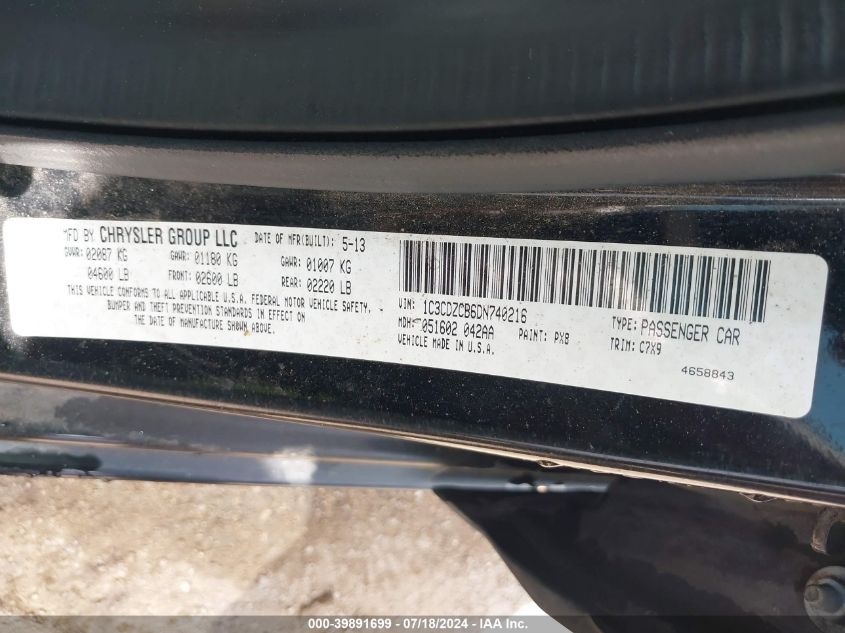 MFD BY CHRYSLER GROUP LLC DATE OF MFR(BUILT): 5-13
GVWR: 02087 KG GAWR: 01180 KG GAWR: 01007 KG
04600 LB FRONT: 02600 LB REAR: 02220 LB
THIS VEHICLE CONFORMS TO ALL APPLICABLE U.S.A. FEDERAL MOTOR VEHICLE SAFETY,
BUMPER AND THEFT PREVENTION STANDARDS IN EFFECT ON
THE DATE OF MANUFACTURE SHOWN ABOVE.
VIN: 1C3CDZCB6DN740216 TYPE: PASSENGER CAR
MDH: 051602 042AA PAINT: PX8 TRIM: C7X9
VEHICLE MADE IN U.S.A. 4658843
000-39891699 - 07/18/2024 - IAA Inc.